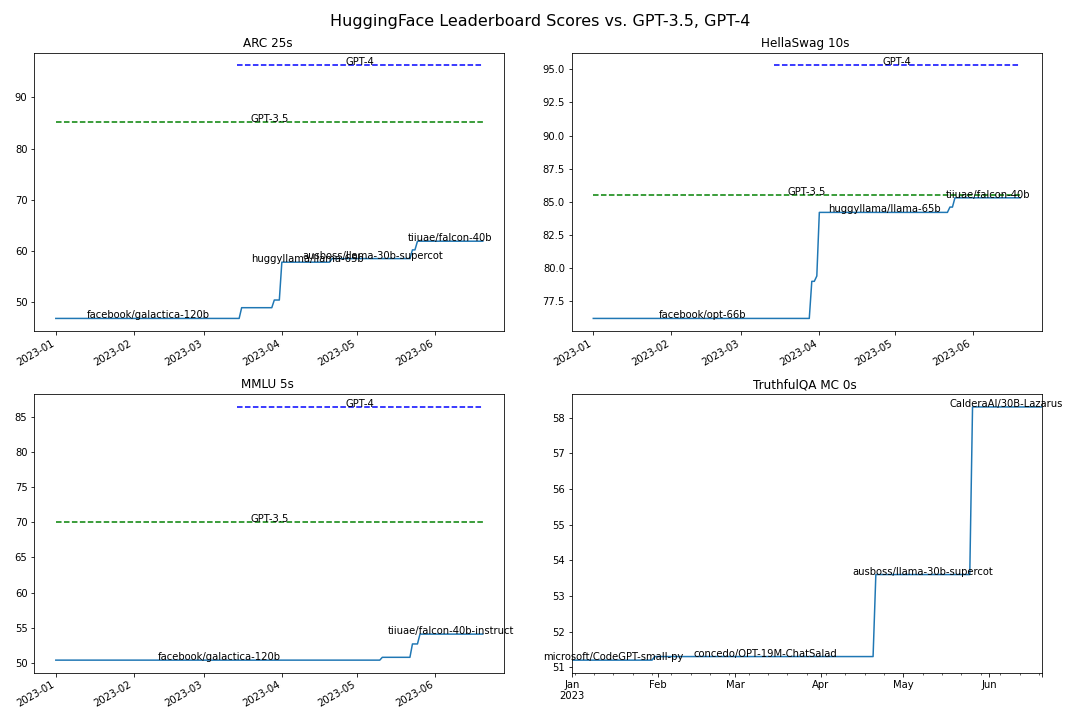 HuggingFace Leaderboard Scores vs. GPT-3.5, GPT-4
ARC 25s
GPT-4
90
GPT-3.5
80
70
tiiuae/falcon-40b
60
huggyllama/llama-65b
ausboss/llama-30b-supercot
50
facebook/galactica-120b
2023-01
2023-02
2023-03
2023-04
2023-05
2023-06
HellaSwag 10s
95.0
GPT-4
92.5
90.0
87.5
GPT-3.5
tiiuae/falcon-40b
85.0
huggyllama/llama-65b
82.5
80.0
77.5
facebook/opt-66b
2023-01
2023-02
2023-03
2023-04
2023-05
2023-06
MMLU 5s
GPT-4
85
80
75
70
GPT-3.5
65
60
55
tiiuae/falcon-40b-instruct
50
facebook/galactica-120b
2023-01
2023-02
2023-03
2023-04
2023-05
2023-06
TruthfulQA MC 0s
CalderaAI/30B-Lazarus
58
57
56
55
54
ausboss/llama-30b-supercot
53
52
concedo/OPT-19M-ChatSalad
microsoft/CodeGPT-small-py
51
Jan
2023
Feb
Mar
Apr
May
Jun